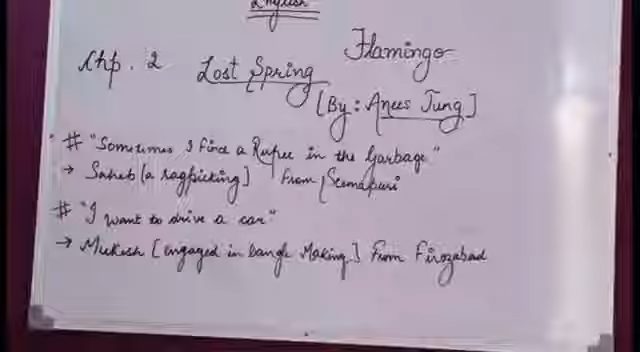 English
Flamingo
Chp. 2 Lost Spring
[By: Anees Jung]
# "Sometimes I find a Rupee in the Garbage"
→ Saheb [a ragpicking] From Seemapuri
# "I want to drive a car"
→ Mukesh [engaged in bangle Making] From Firozabad